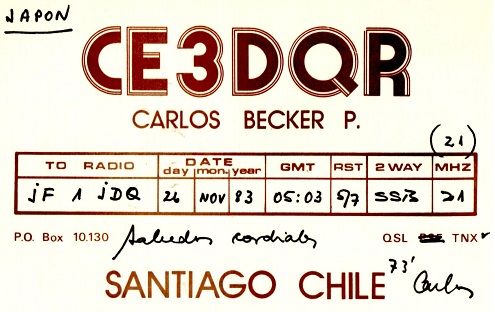 JAPON
CE3DQR
CARLOS BECKER P.
(21)
TO RADIO DATE day mon. year GMT RST 2 WAY MHZ
JF 1 JDQ 26 NOV 83 05:03 5/7 SSB 21
P.O. Box 10.130 Saludos cordiales QSL PSE TNX ✓
SANTIAGO CHILE 73' Carlos